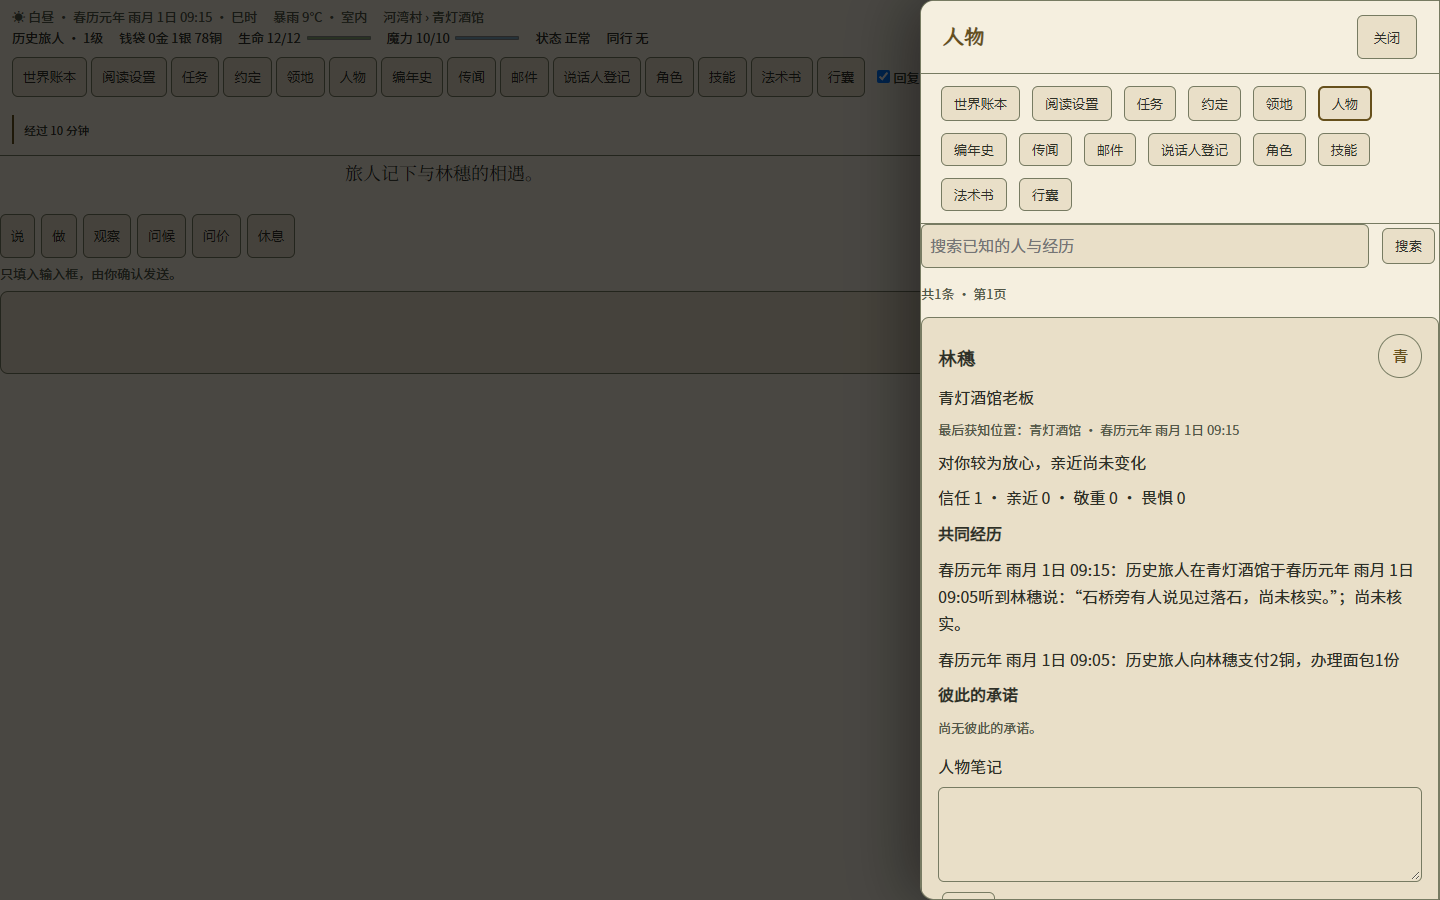 白昼 · 春历元年 雨月 1日 09:15 · 巳时 暴雨 9°C · 室内 河湾村 › 青灯酒馆
历史旅人 · 1级 钱袋 0金 1银 78铜 生命 12/12 魔力 10/10 状态 正常 同行 无
世界账本 阅读设置 任务 约定 领地 人物 编年史 传闻 邮件 说话人登记 角色 技能 法术书 行囊 回复
经过 10 分钟
旅人记下与林穗的相遇。
说 做 观察 问候 问价 休息
只填入输入框，由你确认发送。
人物
关闭
世界账本 阅读设置 任务 约定 领地 人物
编年史 传闻 邮件 说话人登记 角色 技能
法术书 行囊
搜索已知的人与经历 搜索
共1条 · 第1页
林穗
青
青灯酒馆老板
最后获知位置：青灯酒馆 · 春历元年 雨月 1日 09:15
对你较为放心，亲近尚未变化
信任 1 · 亲近 0 · 敬重 0 · 畏惧 0
共同经历
春历元年 雨月 1日 09:15：历史旅人在青灯酒馆于春历元年 雨月 1日
09:05听到林穗说：“石桥旁有人说见过落石，尚未核实。”；尚未核
实。
春历元年 雨月 1日 09:05：历史旅人向林穗支付2铜，办理面包1份
彼此的承诺
尚无彼此的承诺。
人物笔记